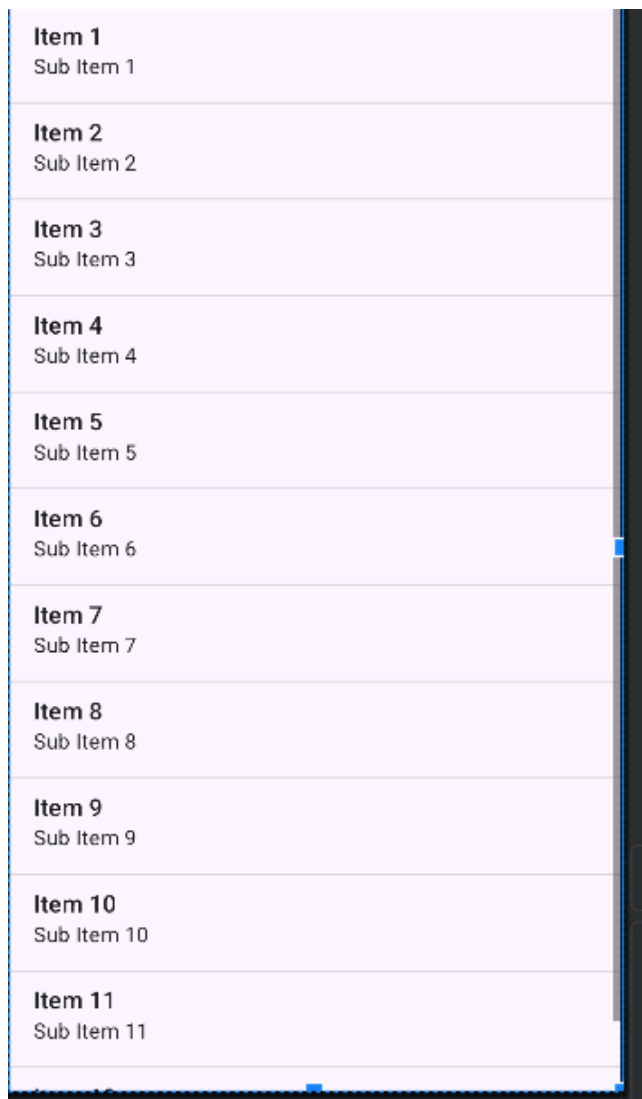 Item 1
Sub Item 1
Item 2
Sub Item 2
Item 3
Sub Item 3
Item 4
Sub Item 4
Item 5
Sub Item 5
Item 6
Sub Item 6
Item 7
Sub Item 7
Item 8
Sub Item 8
Item 9
Sub Item 9
Item 10
Sub Item 10
Item 11
Sub Item 11